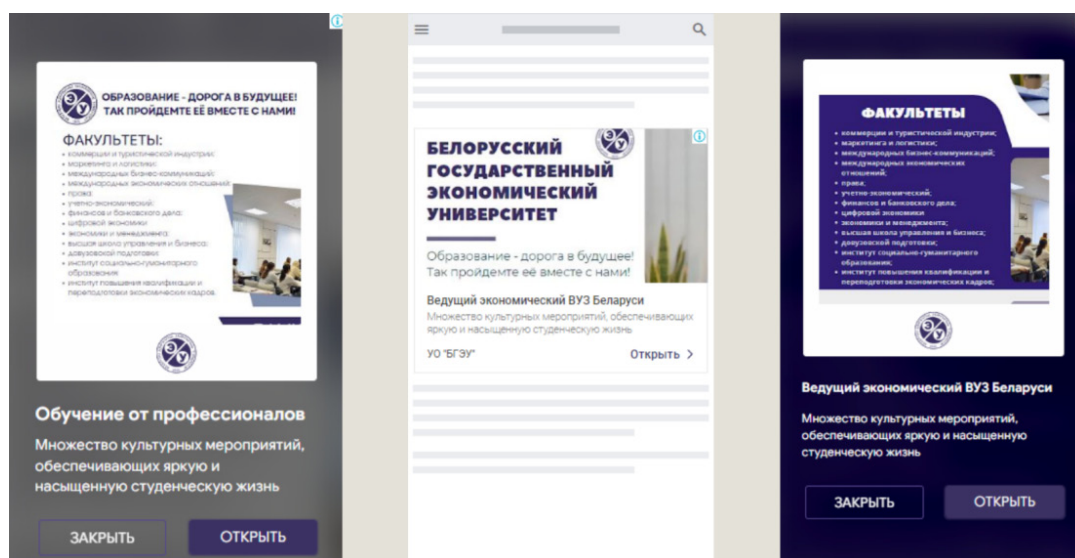 ОБРАЗОВАНИЕ - ДОРОГА В БУДУЩЕЕ!
ТАК ПРОЙДЕМТЕ ЕЁ ВМЕСТЕ С НАМИ!
ФАКУЛЬТЕТЫ:
• коммерции и туристической индустрии;
• маркетинга и логистики;
• международных бизнес-коммуникаций;
• международных экономических отношений;
• права;
• учетно-экономический;
• финансов и банковского дела;
• цифровой экономики
• экономики и менеджмента;
• высшая школа управления и бизнеса;
• довузовской подготовки
• институт социально-гуманитарного
образования
• институт повышения квалификации и
переподготовки экономических кадров.
ЭУ
Обучение от профессионалов
Множество культурных мероприятий,
обеспечивающих яркую и
насыщенную студенческую жизнь
ЗАКРЫТЬ
ОТКРЫТЬ
БЕЛОРУССКИЙ
ГОСУДАРСТВЕННЫЙ
ЭКОНОМИЧЕСКИЙ
УНИВЕРСИТЕТ
Образование - дорога в будущее!
Так пройдемте её вместе с нами!
Ведущий экономический ВУЗ Беларуси
Множество культурных мероприятий, обеспечивающих
яркую и насыщенную студенческую жизнь
УО "БГЭУ"
Открыть >
ФАКУЛЬТЕТЫ
• коммерции и туристической индустрии;
• маркетинга и логистики;
• международных бизнес-коммуникаций;
• международных экономических
отношений;
• права;
• учетно-экономический;
• финансов и банковского дела;
• цифровой экономики
• экономики и менеджмента;
• высшая школа управления и бизнеса;
• довузовской подготовки;
• институт социально-гуманитарного
образования;
• институт повышения квалификации и
переподготовки экономических кадров;
ЭУ
Ведущий экономический ВУЗ Беларуси
Множество культурных мероприятий,
обеспечивающих яркую и насыщенную
студенческую жизнь
ЗАКРЫТЬ
ОТКРЫТЬ